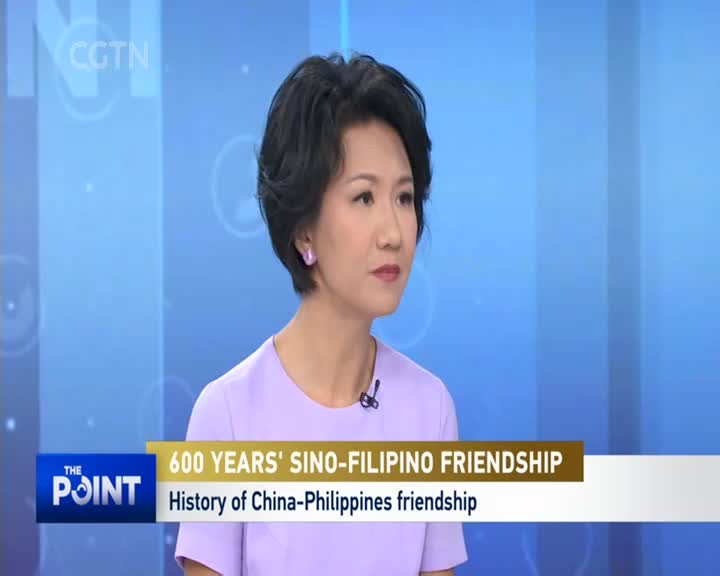 CGTN
600 YEARS' SINO-FILIPINO FRIENDSHIP
THE
POINT
History of China-Philippines friendship